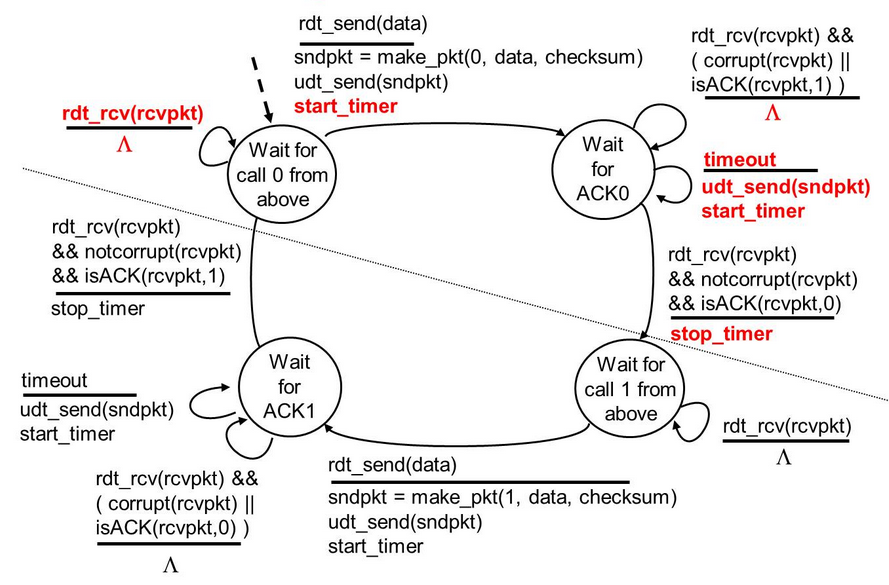 rdt_send(data)
sndpkt = make_pkt(0, data, checksum)
udt_send(sndpkt)
start_timer
rdt_rcv(rcvpkt) &&
( corrupt(rcvpkt) ||
isACK(rcvpkt,1) )
Λ
rdt_rcv(rcvpkt)
Λ
Wait for
call 0 from
above
Wait
for
ACK0
timeout
udt_send(sndpkt)
start_timer
rdt_rcv(rcvpkt)
&& notcorrupt(rcvpkt)
&& isACK(rcvpkt,1)
stop_timer
rdt_rcv(rcvpkt)
&& notcorrupt(rcvpkt)
&& isACK(rcvpkt,0)
stop_timer
Wait
for
ACK1
Wait for
call 1 from
above
timeout
udt_send(sndpkt)
start_timer
rdt_rcv(rcvpkt)
Λ
rdt_rcv(rcvpkt) &&
( corrupt(rcvpkt) ||
isACK(rcvpkt,0) )
Λ
rdt_send(data)
sndpkt = make_pkt(1, data, checksum)
udt_send(sndpkt)
start_timer